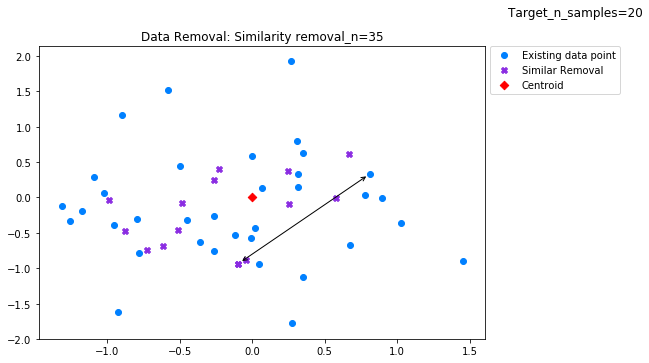 Target_n_samples=20
Data Removal: Similarity removal_n=35
Existing data point
Similar Removal
Centroid
2.0
1.5
1.0
0.5
0.0
−0.5
−1.0
−1.5
−2.0
−1.0 −0.5 0.0 0.5 1.0 1.5